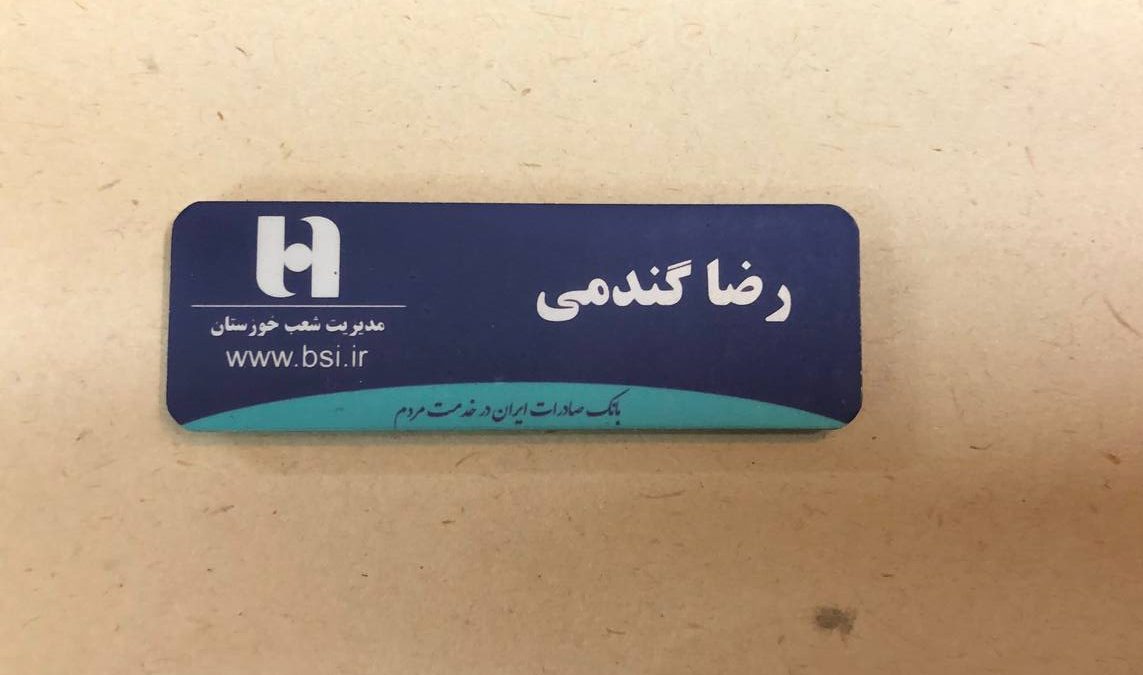 رضا گندمی
مدیریت شعب خوزستان
www.bsi.ir
بانک صادرات ایران در خدمت مردم